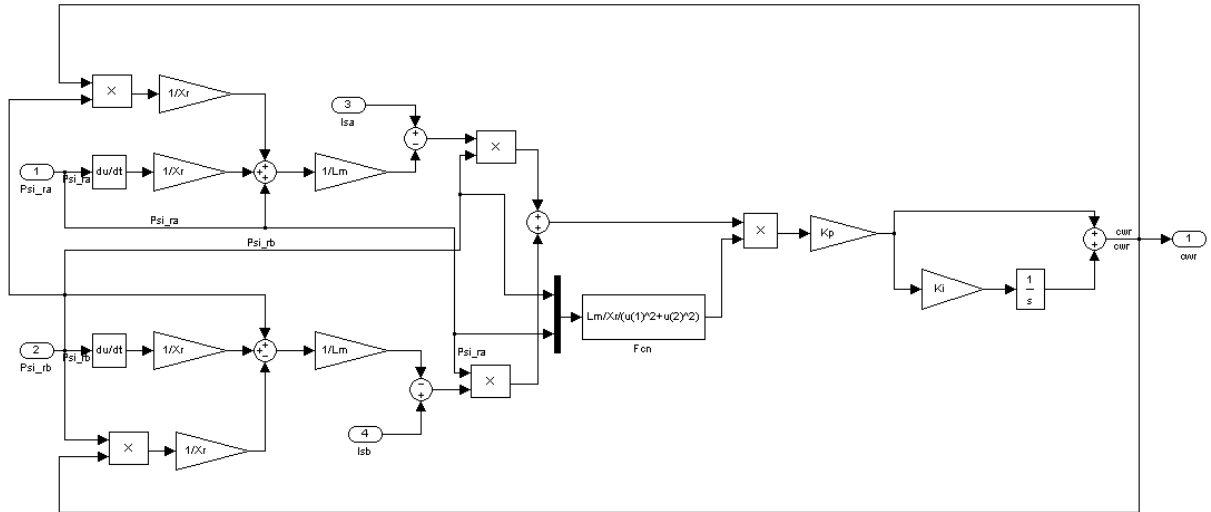 ×
1/Xr
3
Isa
+
−
×
1
Psi_ra
Psi_ra
du/dt
1/Xr
+
+
+
1/Lm
Psi_ra
Psi_rb
+
+
×
Kp
+
+
cwr
cwr
1
cwr
Ki
1
s
Lm/Xr/(u(1)^2+u(2)^2)
Fcn
2
Psi_rb
Psi_rb
du/dt
1/Xr
+
+
−
1/Lm
Psi_ra
×
−
+
4
Isb
×
1/Xr